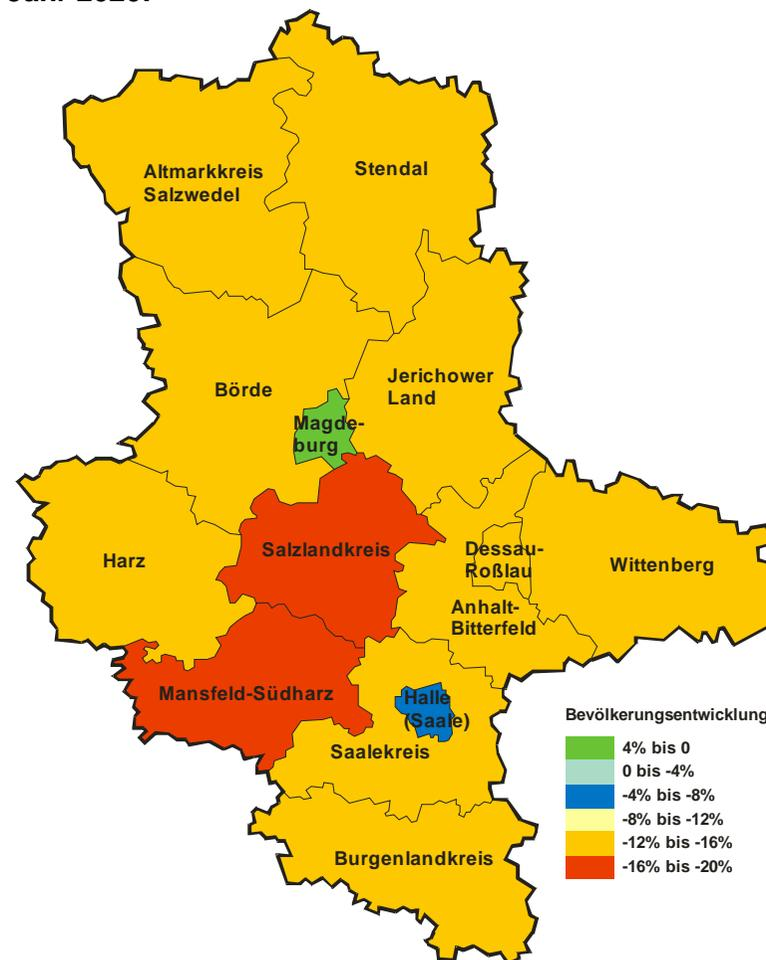 Altmarkkreis
Salzwedel
Stendal
Börde
Jerichower
Land
Magde-
burg
Harz
Salzlandkreis
Dessau-
Roßlau
Wittenberg
Anhalt-
Bitterfeld
Mansfeld-Südharz
Halle
(Saale)
Saalekreis
Burgenlandkreis
Bevölkerungsentwicklung
4% bis 0
0 bis -4%
-4% bis -8%
-8% bis -12%
-12% bis -16%
-16% bis -20%